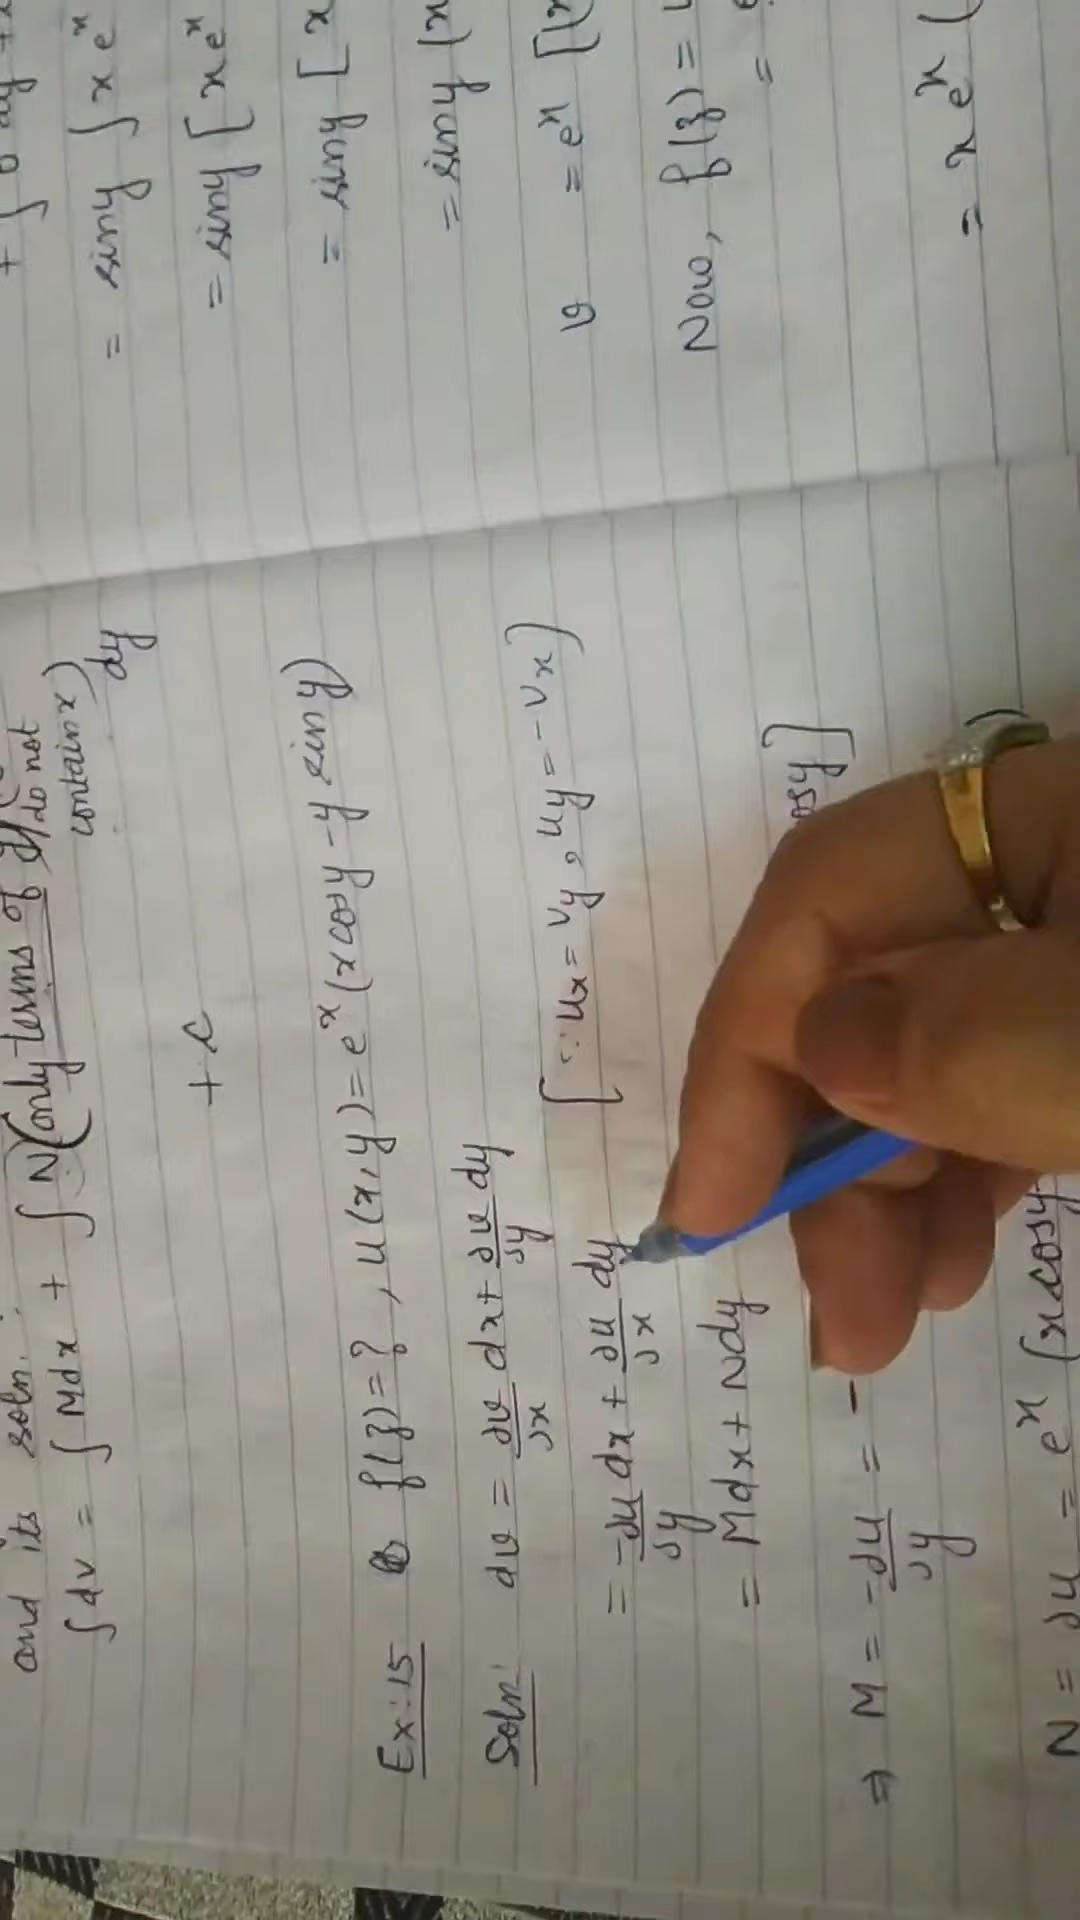 and its soln.
∫dv = ∫Mdx + ∫N(only terms of y do not contain x) dy
+ c
Ex:15 f(z)=?, u(x,y)= e^x (x cosy - y siny)
Soln: dv = ∂v/∂x dx + ∂v/∂y dy
= -∂u/∂y dx + ∂u/∂x dy [∵ ux = vy, uy = -vx]
= Mdx + Ndy
⇒ M = -∂u/∂y = - osy]
N = ∂u = e^x (x cosy
= siny ∫ x e^x
= siny [x e^x
= siny [x
= siny (x
v = e^x [(x
Now, f(z) = u
=
= x e^x (